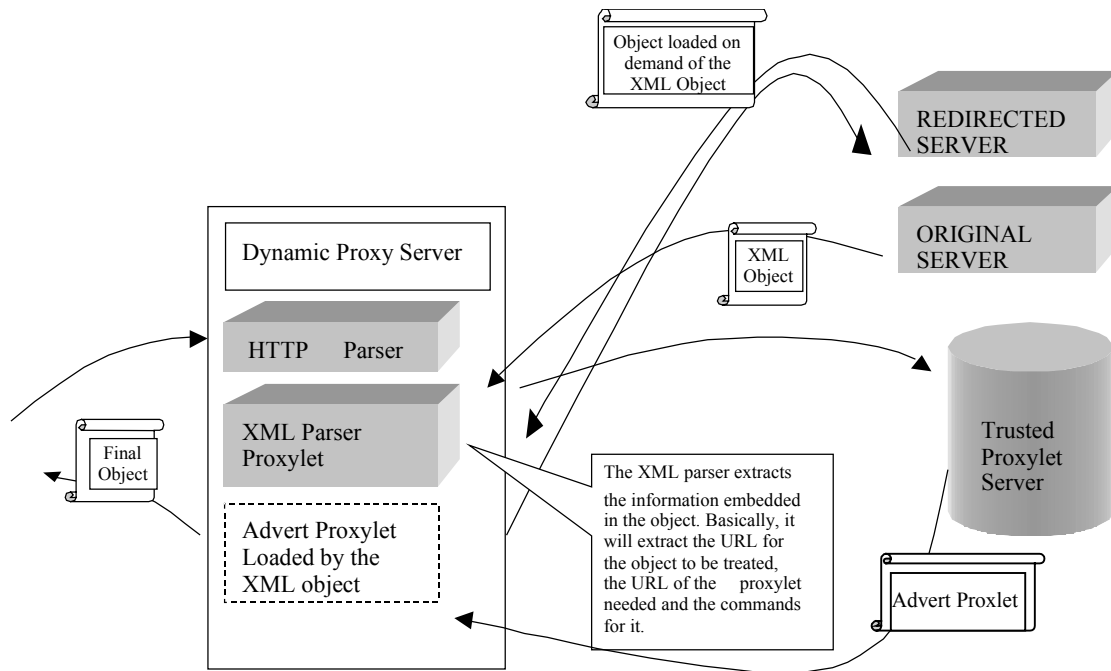 Object loaded on
demand of the
XML Object
REDIRECTED
SERVER
ORIGINAL
SERVER
XML
Object
Dynamic Proxy Server
HTTP Parser
XML Parser
Proxylet
Final
Object
Advert Proxylet
Loaded by the
XML object
The XML parser extracts
the information embedded
in the object. Basically, it
will extract the URL for
the object to be treated,
the URL of the proxylet
needed and the commands
for it.
Trusted
Proxylet
Server
Advert Proxlet